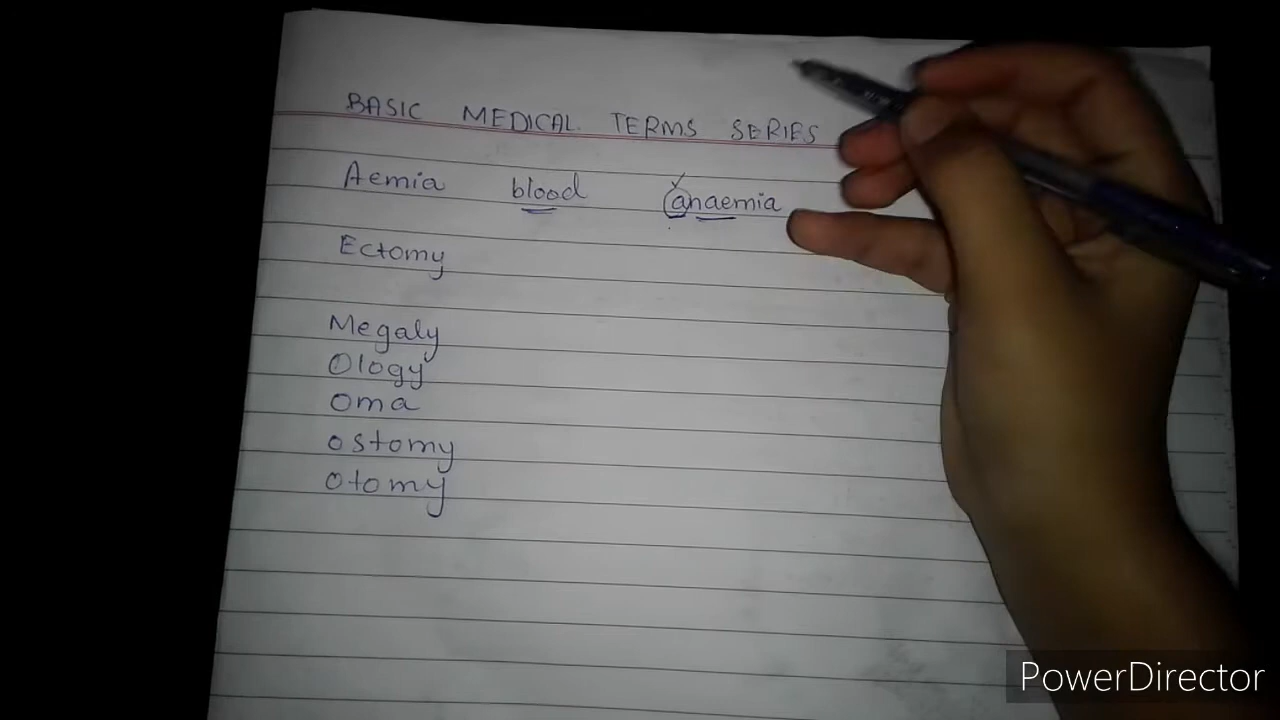 BASIC MEDICAL TERMS SERIES
Aemia blood anaemia
Ectomy
Megaly
Ology
Oma
ostomy
otomy
PowerDirector